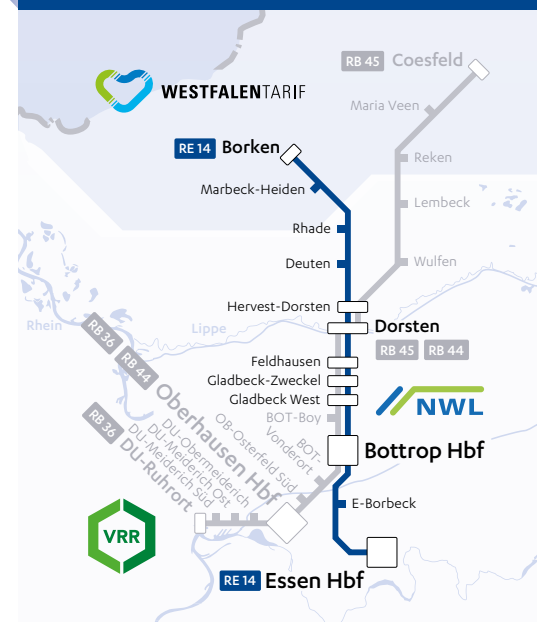 RB 45 Coesfeld
WESTFALENTARIF
Maria Veen
RE 14 Borken
Reken
Marbeck-Heiden
Lembeck
Rhade
Deuten
Wulfen
Hervest-Dorsten
Rhein
Lippe
Dorsten
RB 45 RB 44
RB 36
RB 44
Oberhausen Hbf
Feldhausen
Gladbeck-Zweckel
Gladbeck West
NWL
BOT-Boy
BOT-
Vonderort
OB-Osterfeld Süd
Bottrop Hbf
RB 36
DU-Ruhrort
DU-Obermeiderich
DU-Meiderich Ost
DU-Meiderich Süd
E-Borbeck
VRR
RE 14 Essen Hbf